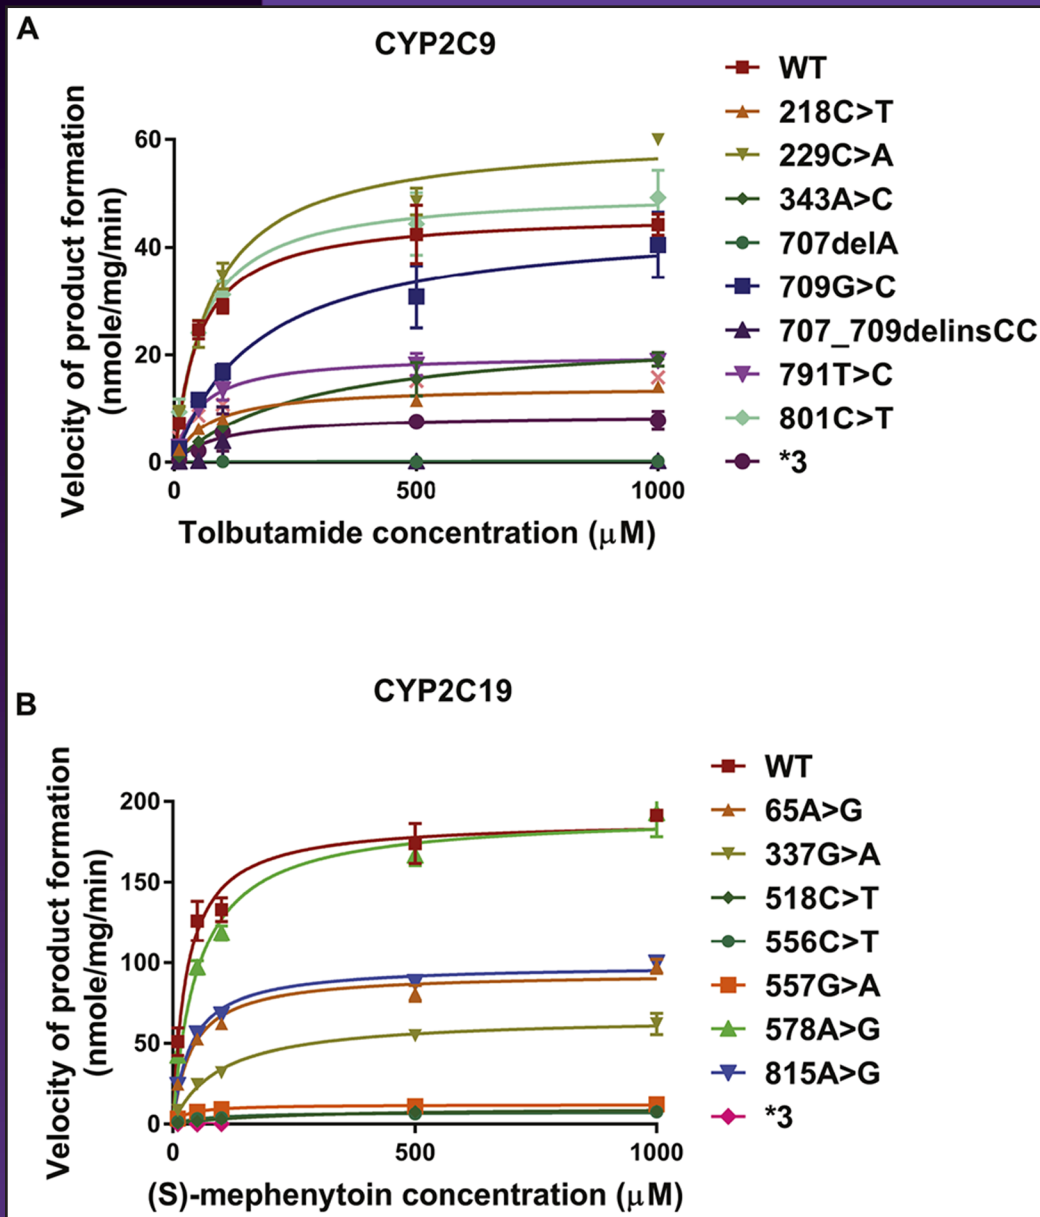 A
CYP2C9
Velocity of product formation
(nmole/mg/min)
60
40
20
0
0 500 1000
Tolbutamide concentration (μM)
WT
218C>T
229C>A
343A>C
707delA
709G>C
707_709delinsCC
791T>C
801C>T
*3
B
CYP2C19
Velocity of product formation
(nmole/mg/min)
200
150
100
50
0
0 500 1000
(S)-mephenytoin concentration (μM)
WT
65A>G
337G>A
518C>T
556C>T
557G>A
578A>G
815A>G
*3